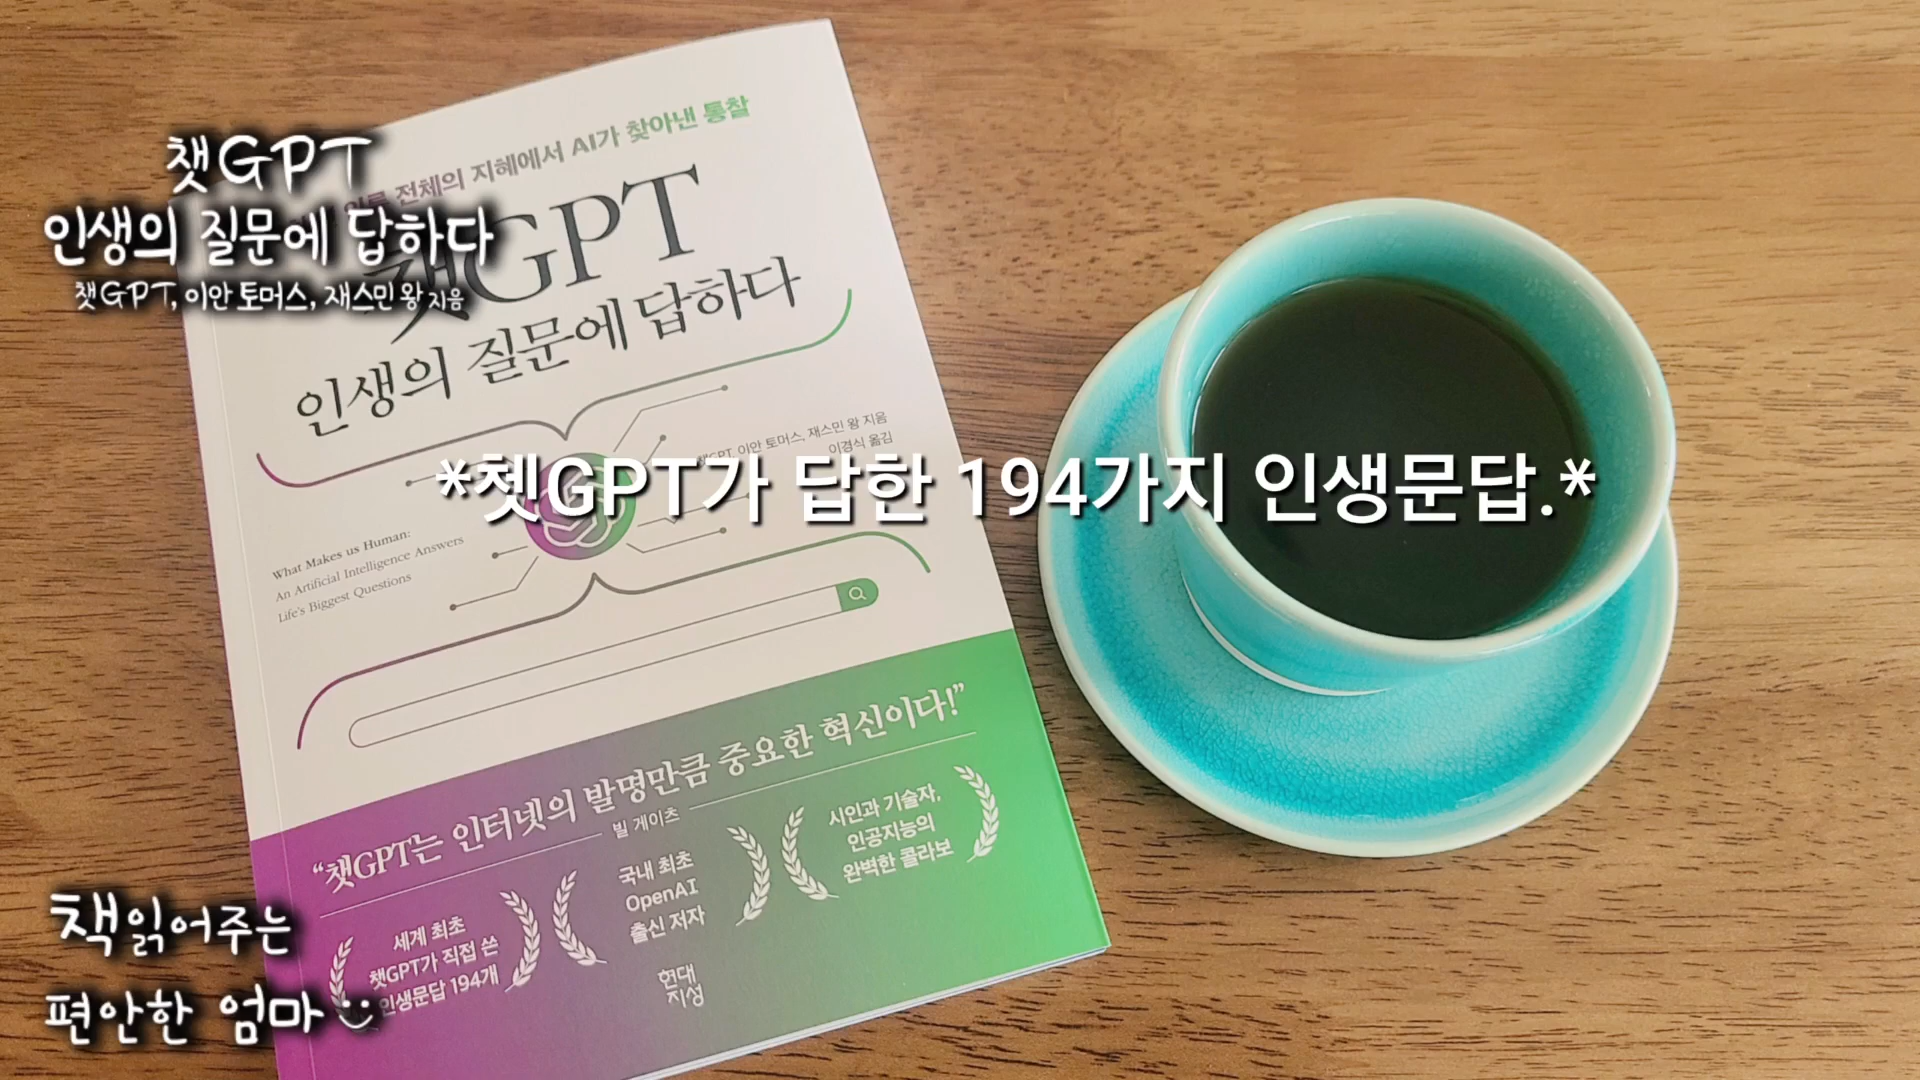 챗GPT
인생의 질문에 답하다
챗GPT, 이안 토머스, 재스민 왕 지음
인류 전체의 지혜에서 AI가 찾아낸 통찰
챗GPT
인생의 질문에 답하다
챗GPT, 이안 토머스, 재스민 왕 지음
이경식 옮김
*쳇GPT가 답한 194가지 인생문답.*
What Makes us Human:
An Artificial Intelligence Answers
Life's Biggest Questions
“챗GPT는 인터넷의 발명만큼 중요한 혁신이다!”
빌 게이츠
세계 최초
챗GPT가 직접 쓴
인생문답 194개
국내 최초
OpenAI
출신 저자
시인과 기술자,
인공지능의
완벽한 콜라보
현대
지성
책읽어주는
편안한 엄마